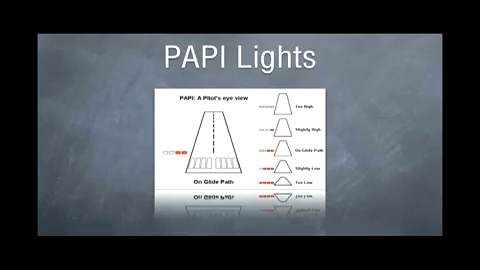 PAPI Lights
PAPI: A Pilot's eye view
Too High
Slightly High
On Glide Path
Slightly Low
Too Low
On Glide Path